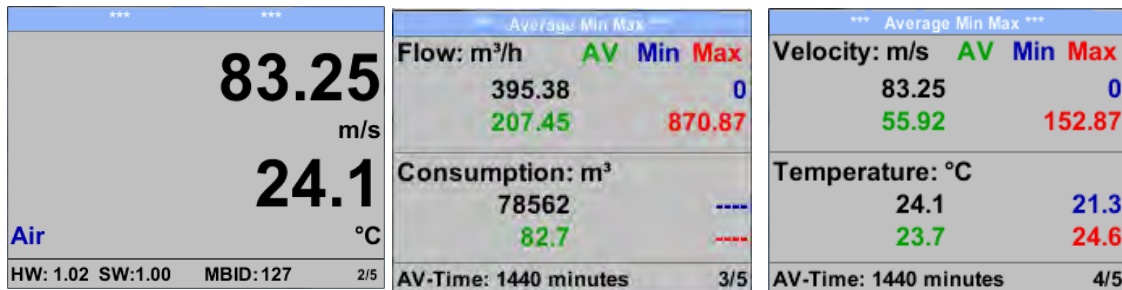 *** ***
83.25
m/s
24.1
Air °C
HW: 1.02 SW:1.00 MBID:127 2/5
*** Average Min Max ***
Flow: m³/h AV Min Max
395.38 0
207.45 870.87
Consumption: m³
78562 ----
82.7 ----
AV-Time: 1440 minutes 3/5
*** Average Min Max ***
Velocity: m/s AV Min Max
83.25 0
55.92 152.87
Temperature: °C
24.1 21.3
23.7 24.6
AV-Time: 1440 minutes 4/5